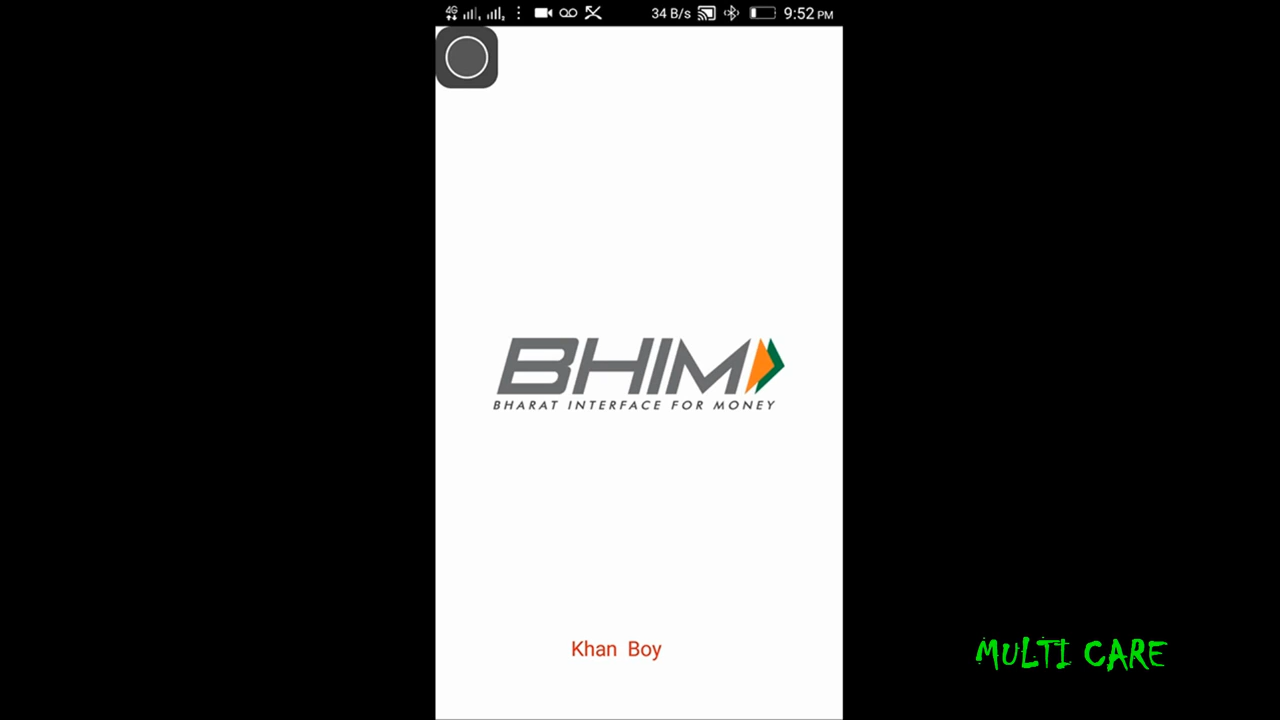 4G 34 B/s 9:52 PM
BHIM
BHARAT INTERFACE FOR MONEY
Khan Boy
MULTI CARE